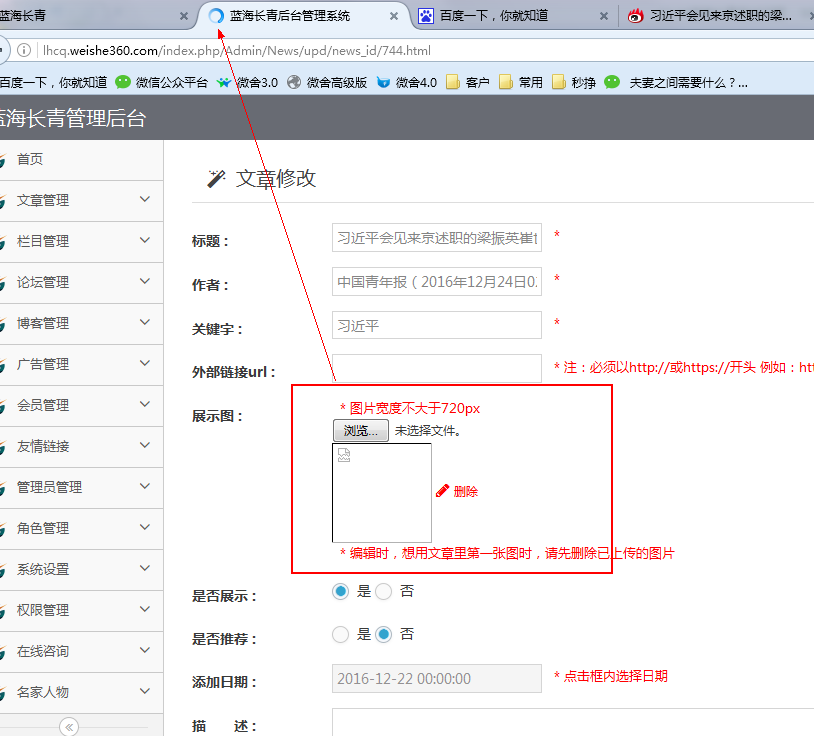 蓝海长青
蓝海长青后台管理系统
百度一下，你就知道
习近平会见来京述职的梁...
lhcq.weishe360.com/index.php/Admin/News/upd/news_id/744.html
百度一下，你就知道 微信公众平台 微舍3.0 微舍高级版 微舍4.0 客户 常用 秒挣 夫妻之间需要什么？...
蓝海长青管理后台
首页
文章管理
栏目管理
论坛管理
博客管理
广告管理
会员管理
友情链接
管理员管理
角色管理
系统设置
权限管理
在线咨询
名家人物
文章修改
标题： 习近平会见来京述职的梁振英崔 *
作者： 中国青年报（2016年12月24日0 *
关键字： 习近平 *
外部链接url： * 注：必须以http://或https://开头 例如：ht
展示图： * 图片宽度不大于720px
浏览... 未选择文件。
删除
* 编辑时，想用文章里第一张图时，请先删除已上传的图片
是否展示： 是 否
是否推荐： 是 否
添加日期： 2016-12-22 00:00:00 * 点击框内选择日期
描 述：